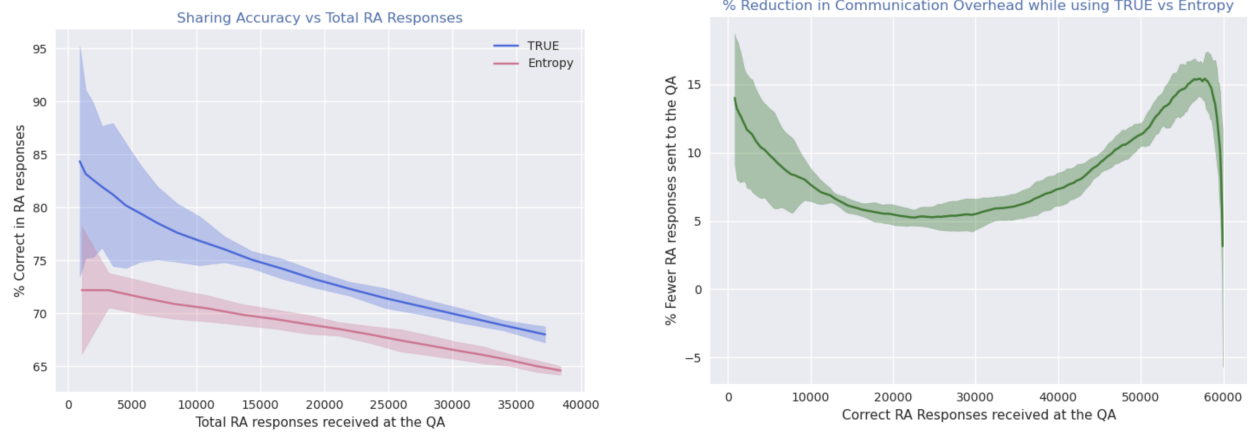 Sharing Accuracy vs Total RA Responses
TRUE
Entropy
% Correct in RA responses
95
90
85
80
75
70
65
0 5000 10000 15000 20000 25000 30000 35000 40000
Total RA responses received at the QA
% Reduction in Communication Overhead while using TRUE vs Entropy
% Fewer RA responses sent to the QA
15
10
5
0
−5
0 10000 20000 30000 40000 50000 60000
Correct RA Responses received at the QA